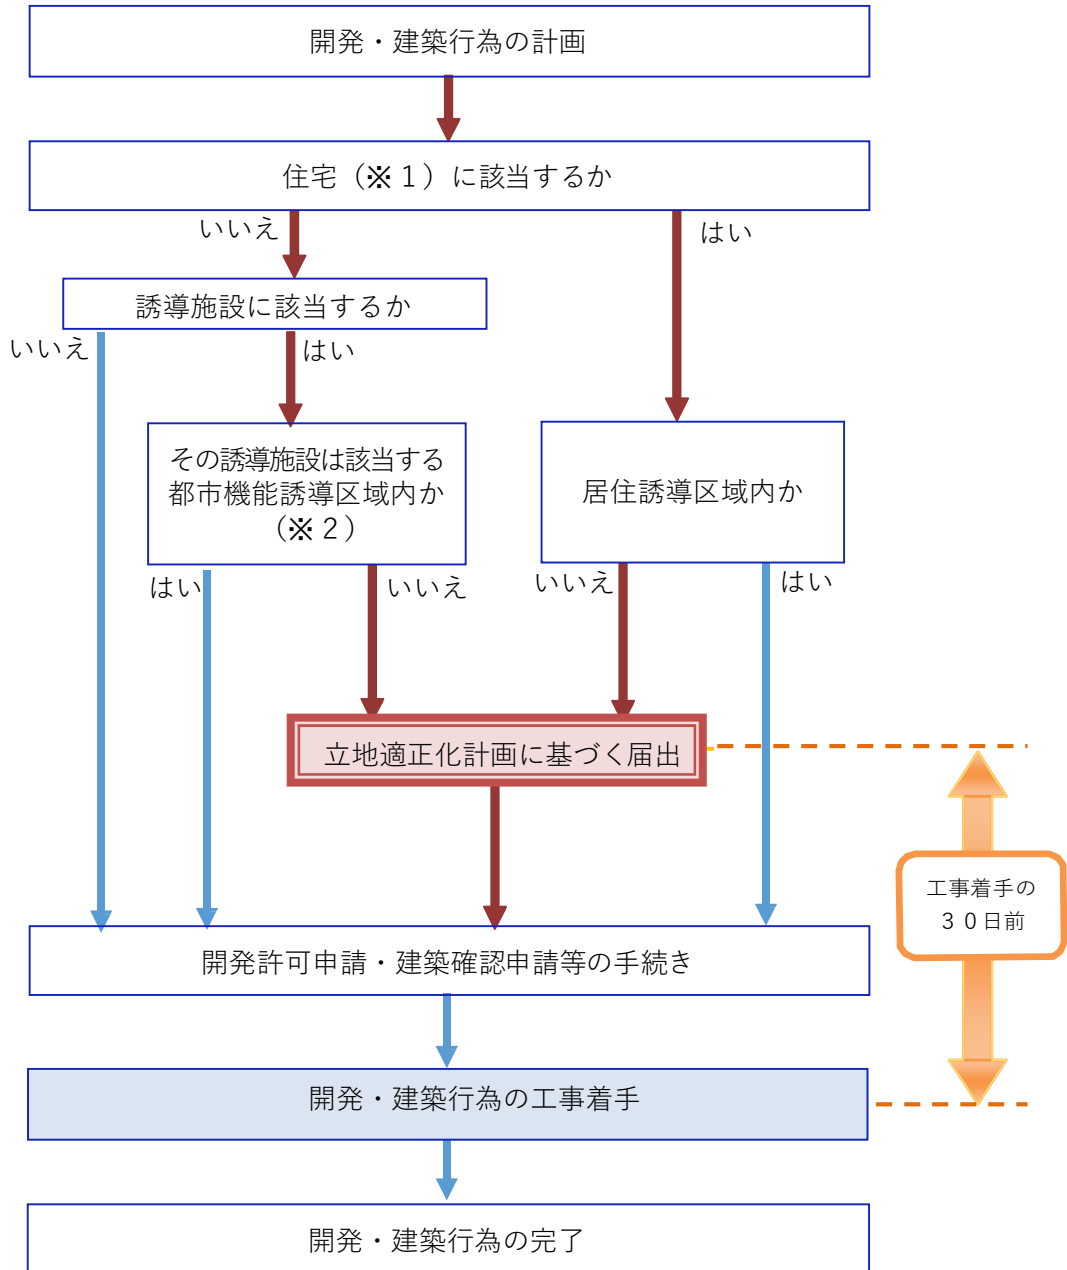 開発・建築行為の計画
住宅（※１）に該当するか
いいえ
はい
誘導施設に該当するか
いいえ
はい
その誘導施設は該当する
都市機能誘導区域内か
（※２）
居住誘導区域内か
はい
いいえ
いいえ
はい
立地適正化計画に基づく届出
工事着手の
３０日前
開発許可申請・建築確認申請等の手続き
開発・建築行為の工事着手
開発・建築行為の完了